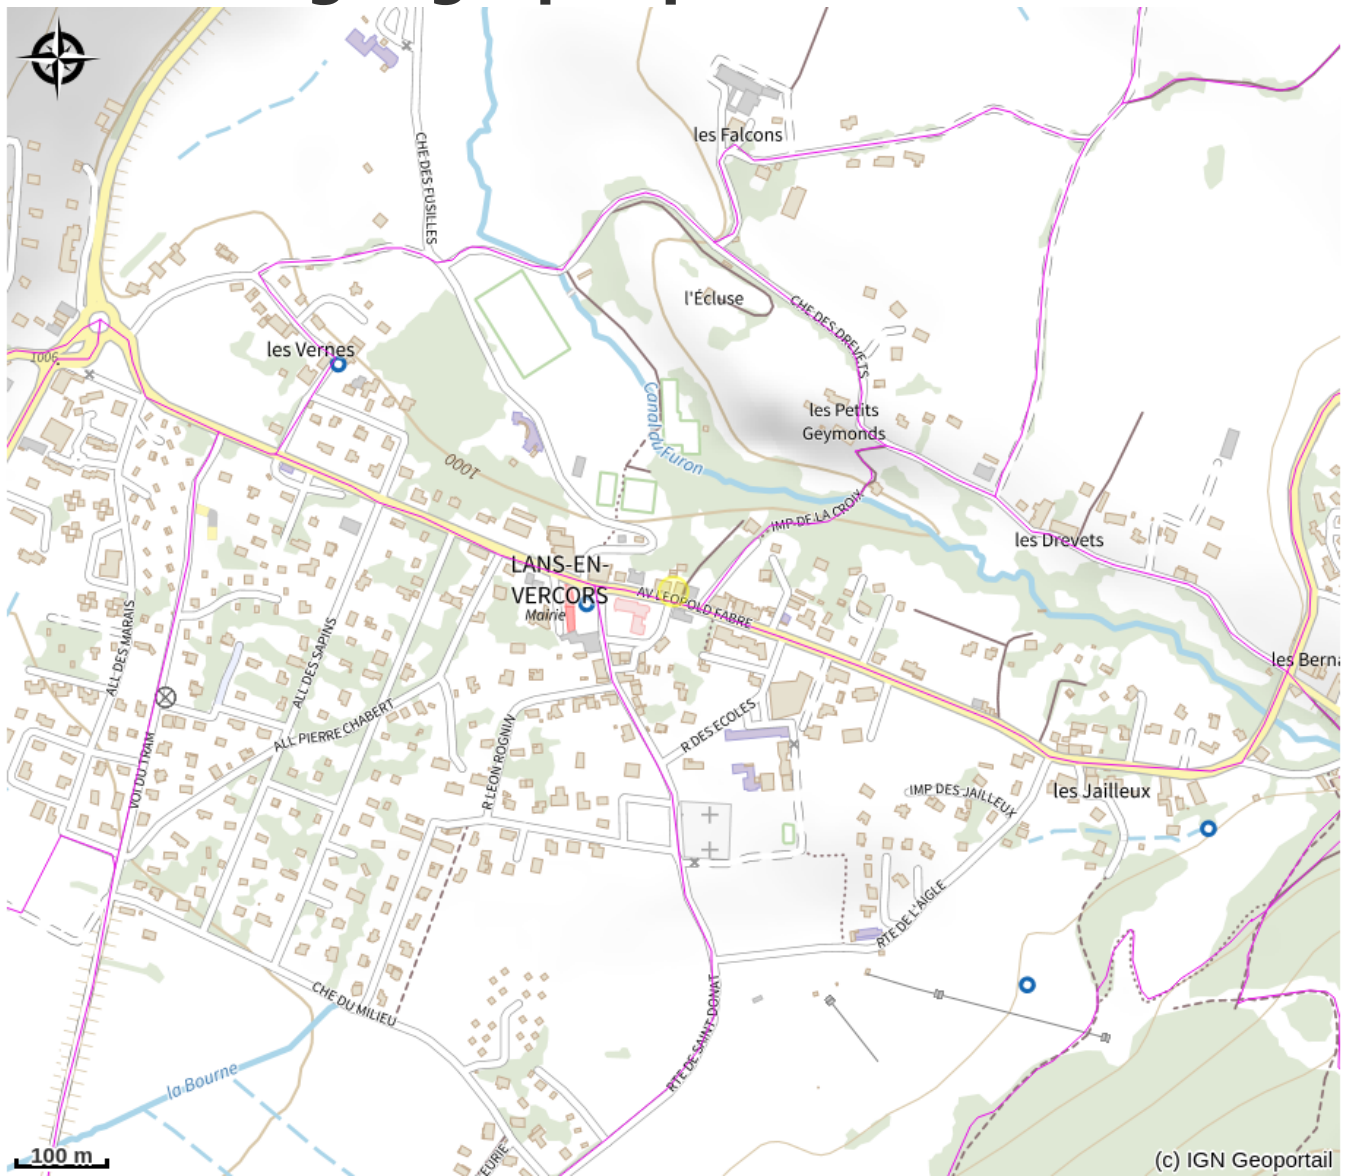 les Falcons
CHE DES FUSILLES
l'Écluse
CHE DES DREVETS
les Vernes
1006
Canal du Furon
les Petits
Geymonds
1000
IMP DE LA CROIX
les Drevets
LANS-EN-
VERCORS
Mairie
AV LEOPOLD FABRE
ALL DES MARAIS
ALL DES SAPINS
les Berna
ALL PIERRE CHABERT
R DES ECOLES
R LEON ROGNIN
VOI DU TRAM
IMP DES JAILLEUX
les Jailleux
RTE DE L'AIGLE
CHE DU MILIEU
RTE DE SAINT-DONAT
la Bourne
EURIE
100 m
(c) IGN Geoportail